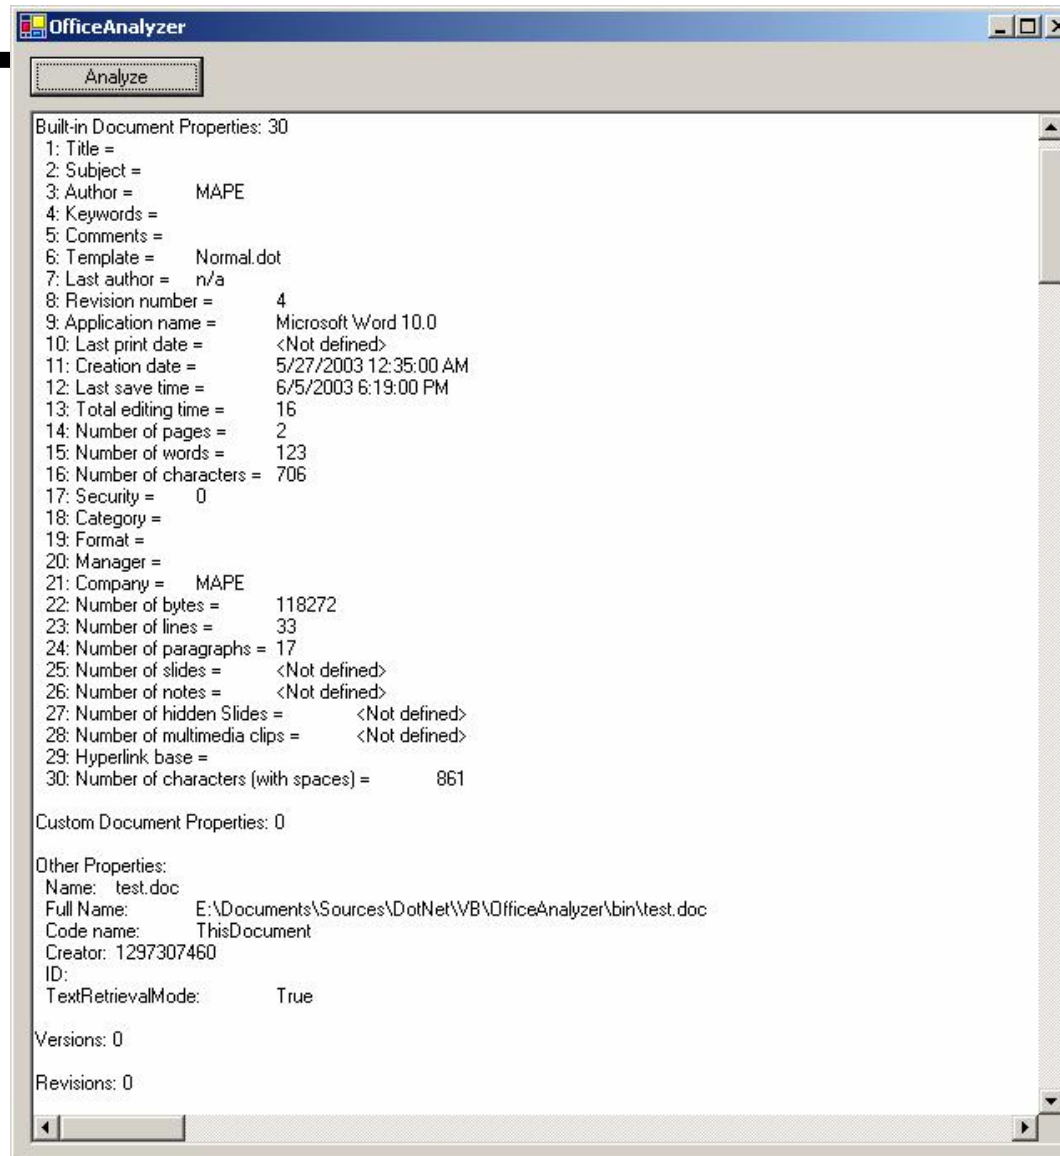 OfficeAnalyzer
Analyze
Built-in Document Properties: 30
1: Title =
2: Subject =
3: Author = MAPE
4: Keywords =
5: Comments =
6: Template = Normal.dot
7: Last author = n/a
8: Revision number = 4
9: Application name = Microsoft Word 10.0
10: Last print date = <Not defined>
11: Creation date = 5/27/2003 12:35:00 AM
12: Last save time = 6/5/2003 6:19:00 PM
13: Total editing time = 16
14: Number of pages = 2
15: Number of words = 123
16: Number of characters = 706
17: Security = 0
18: Category =
19: Format =
20: Manager =
21: Company = MAPE
22: Number of bytes = 118272
23: Number of lines = 33
24: Number of paragraphs = 17
25: Number of slides = <Not defined>
26: Number of notes = <Not defined>
27: Number of hidden Slides = <Not defined>
28: Number of multimedia clips = <Not defined>
29: Hyperlink base =
30: Number of characters (with spaces) = 861
Custom Document Properties: 0
Other Properties:
Name: test.doc
Full Name: E:\Documents\Sources\DotNet\VB\OfficeAnalyzer\bin\test.doc
Code name: ThisDocument
Creator: 1297307460
ID:
TextRetrievalMode: True
Versions: 0
Revisions: 0